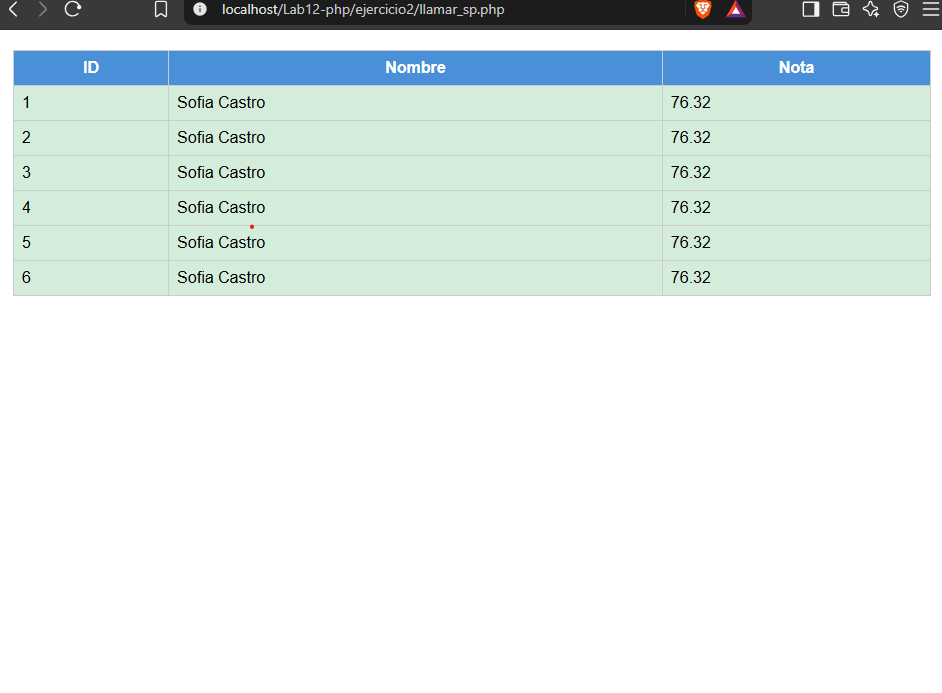 localhost/Lab12-php/ejercicio2/llamar_sp.php
ID Nombre Nota
1 Sofia Castro 76.32
2 Sofia Castro 76.32
3 Sofia Castro 76.32
4 Sofia Castro 76.32
5 Sofia Castro 76.32
6 Sofia Castro 76.32